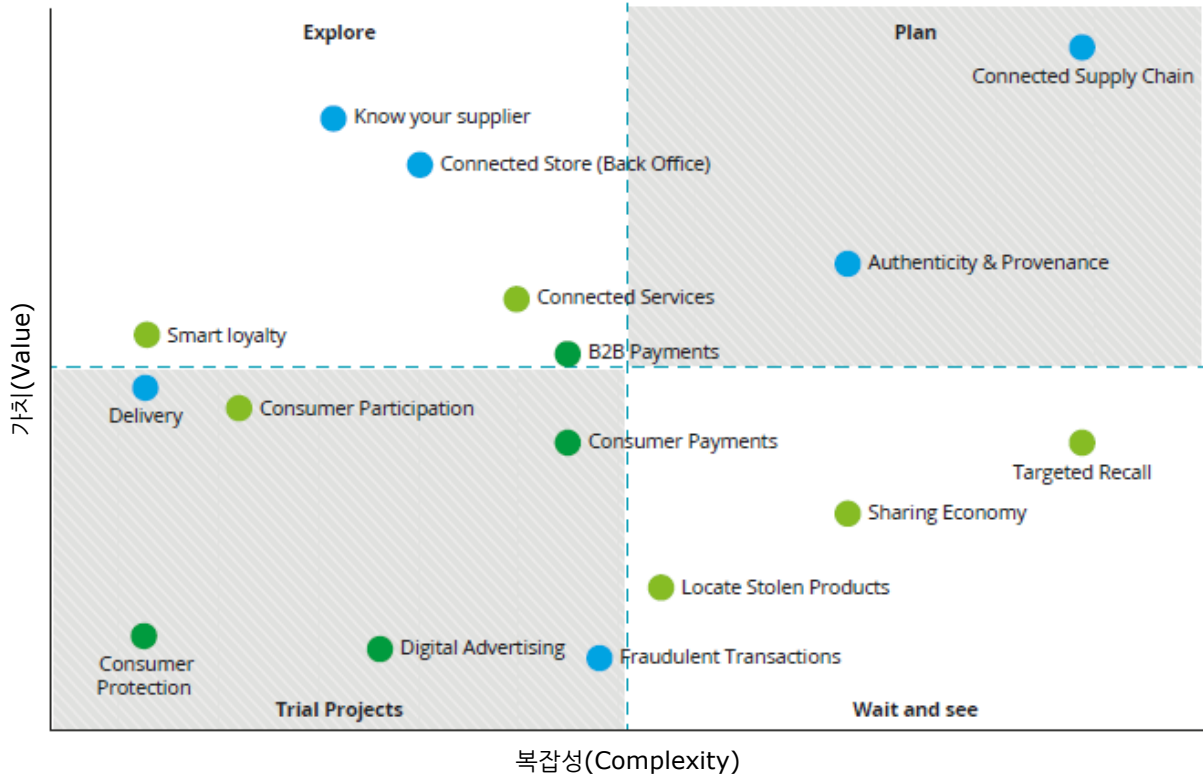 Explore
Plan
Connected Supply Chain
Know your supplier
Connected Store (Back Office)
Authenticity & Provenance
Connected Services
Smart loyalty
B2B Payments
가치(Value)
Delivery
Consumer Participation
Consumer Payments
Targeted Recall
Sharing Economy
Locate Stolen Products
Consumer
Protection
Digital Advertising
Fraudulent Transactions
Trial Projects
Wait and see
복잡성(Complexity)